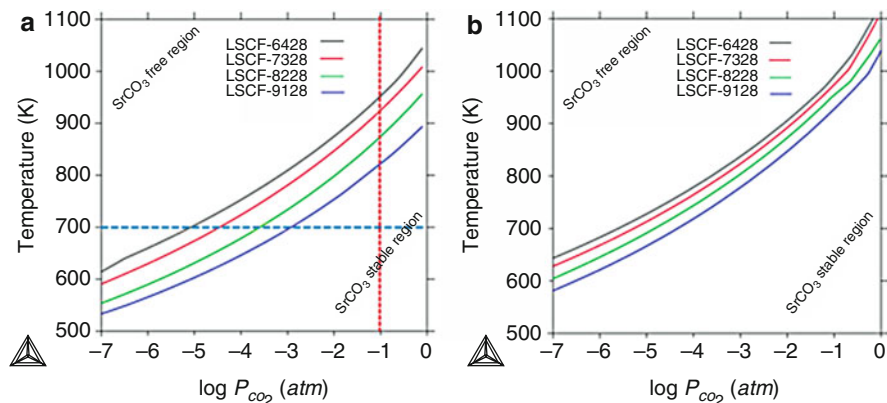 a
SrCO3 free region
LSCF-6428
LSCF-7328
LSCF-8228
LSCF-9128
SrCO3 stable region
Temperature (K)
1100
1000
900
800
700
600
500
−7 −6 −5 −4 −3 −2 −1 0
log Pco2 (atm)
b
SrCO3 free region
LSCF-6428
LSCF-7328
LSCF-8228
LSCF-9128
SrCO3 stable region
Temperature (K)
1100
1000
900
800
700
600
500
−7 −6 −5 −4 −3 −2 −1 0
log Pco2 (atm)